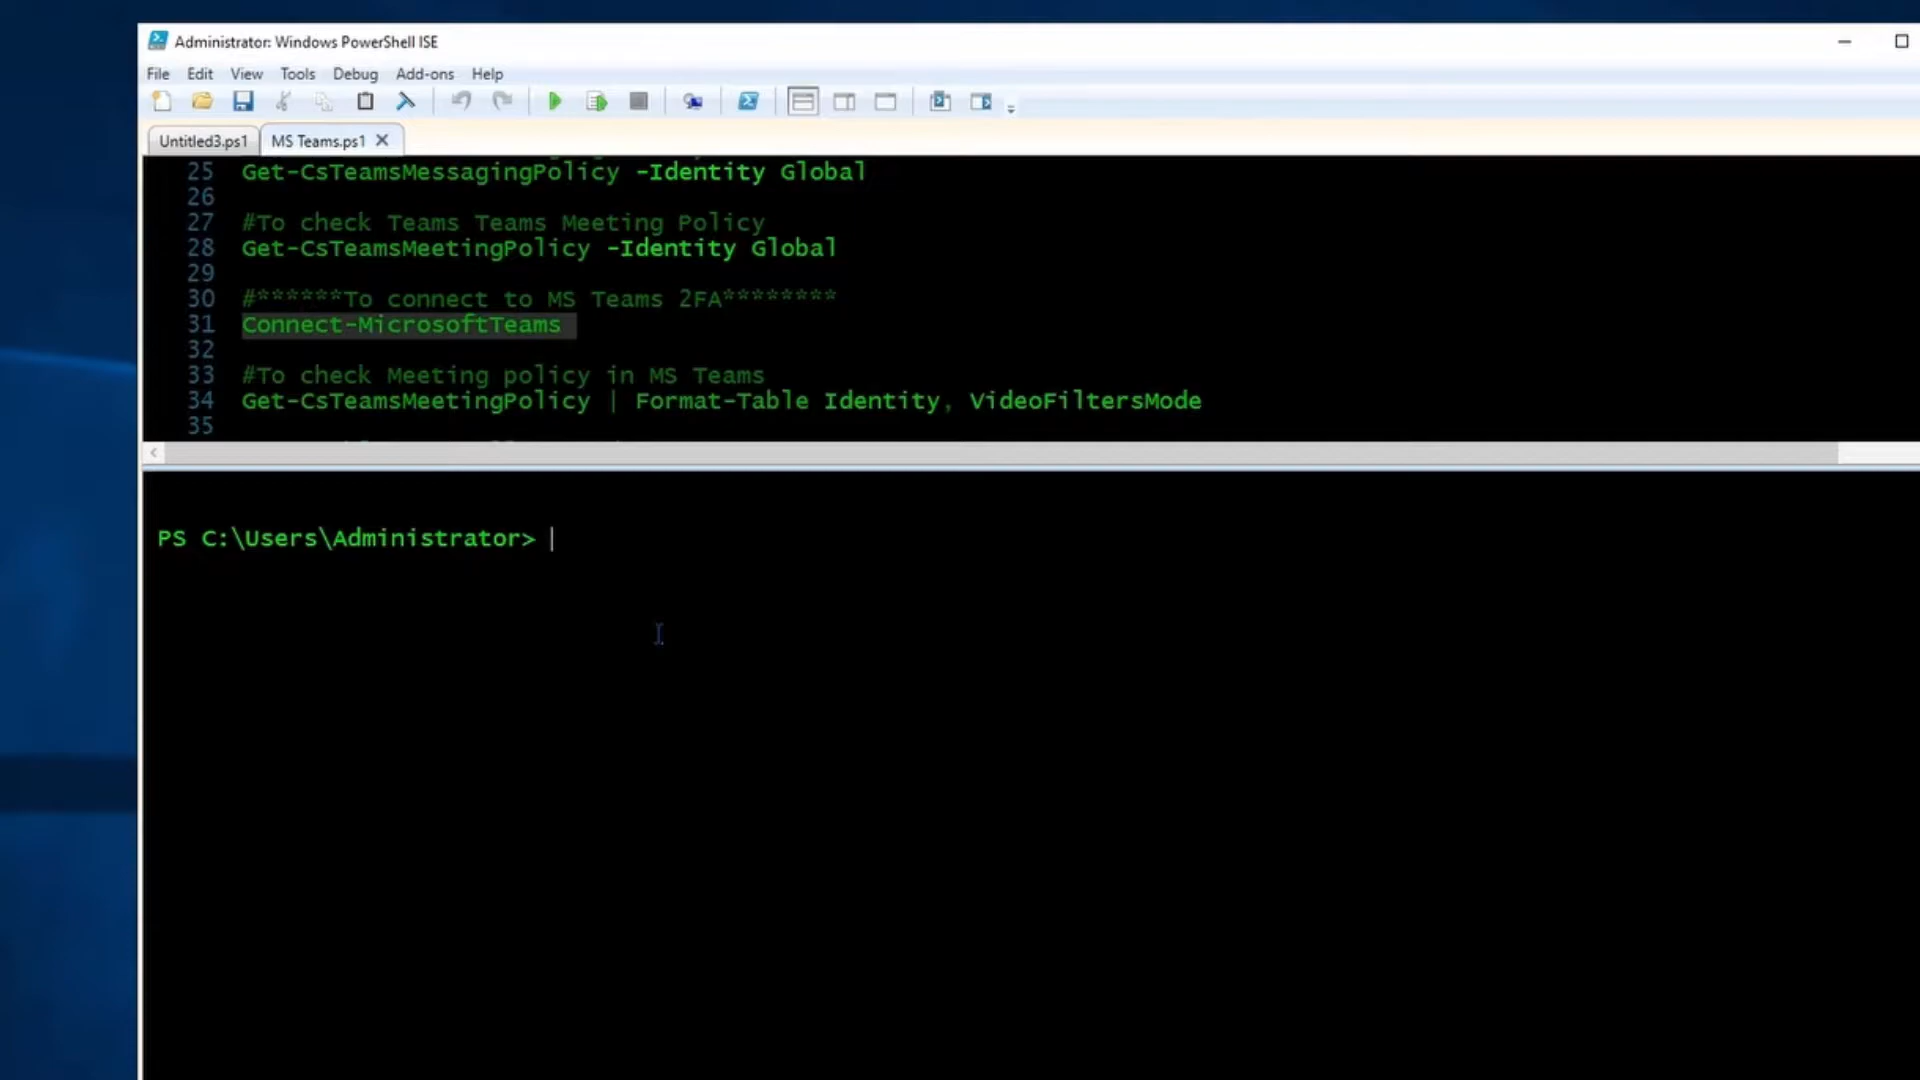 Administrator: Windows PowerShell ISE
File Edit View Tools Debug Add-ons Help
Untitled3.ps1 MS Teams.ps1
25 Get-CsTeamsMessagingPolicy -Identity Global
26
27 #To check Teams Teams Meeting Policy
28 Get-CsTeamsMeetingPolicy -Identity Global
29
30 #******To connect to MS Teams 2FA********
31 Connect-MicrosoftTeams
32
33 #To check Meeting policy in MS Teams
34 Get-CsTeamsMeetingPolicy | Format-Table Identity, VideoFiltersMode
35
PS C:\Users\Administrator>